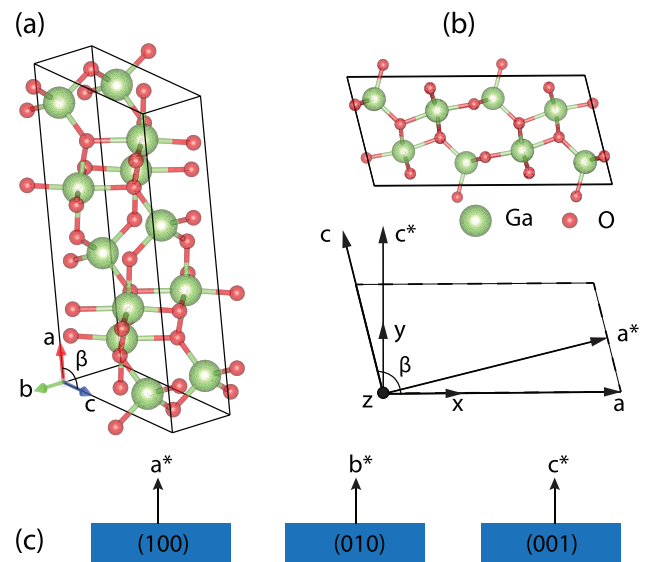 (a)
(b)
Ga
O
c
c*
y
a*
β
z
x
a
a
β
b
c
a*
b*
c*
(c)
(100)
(010)
(001)